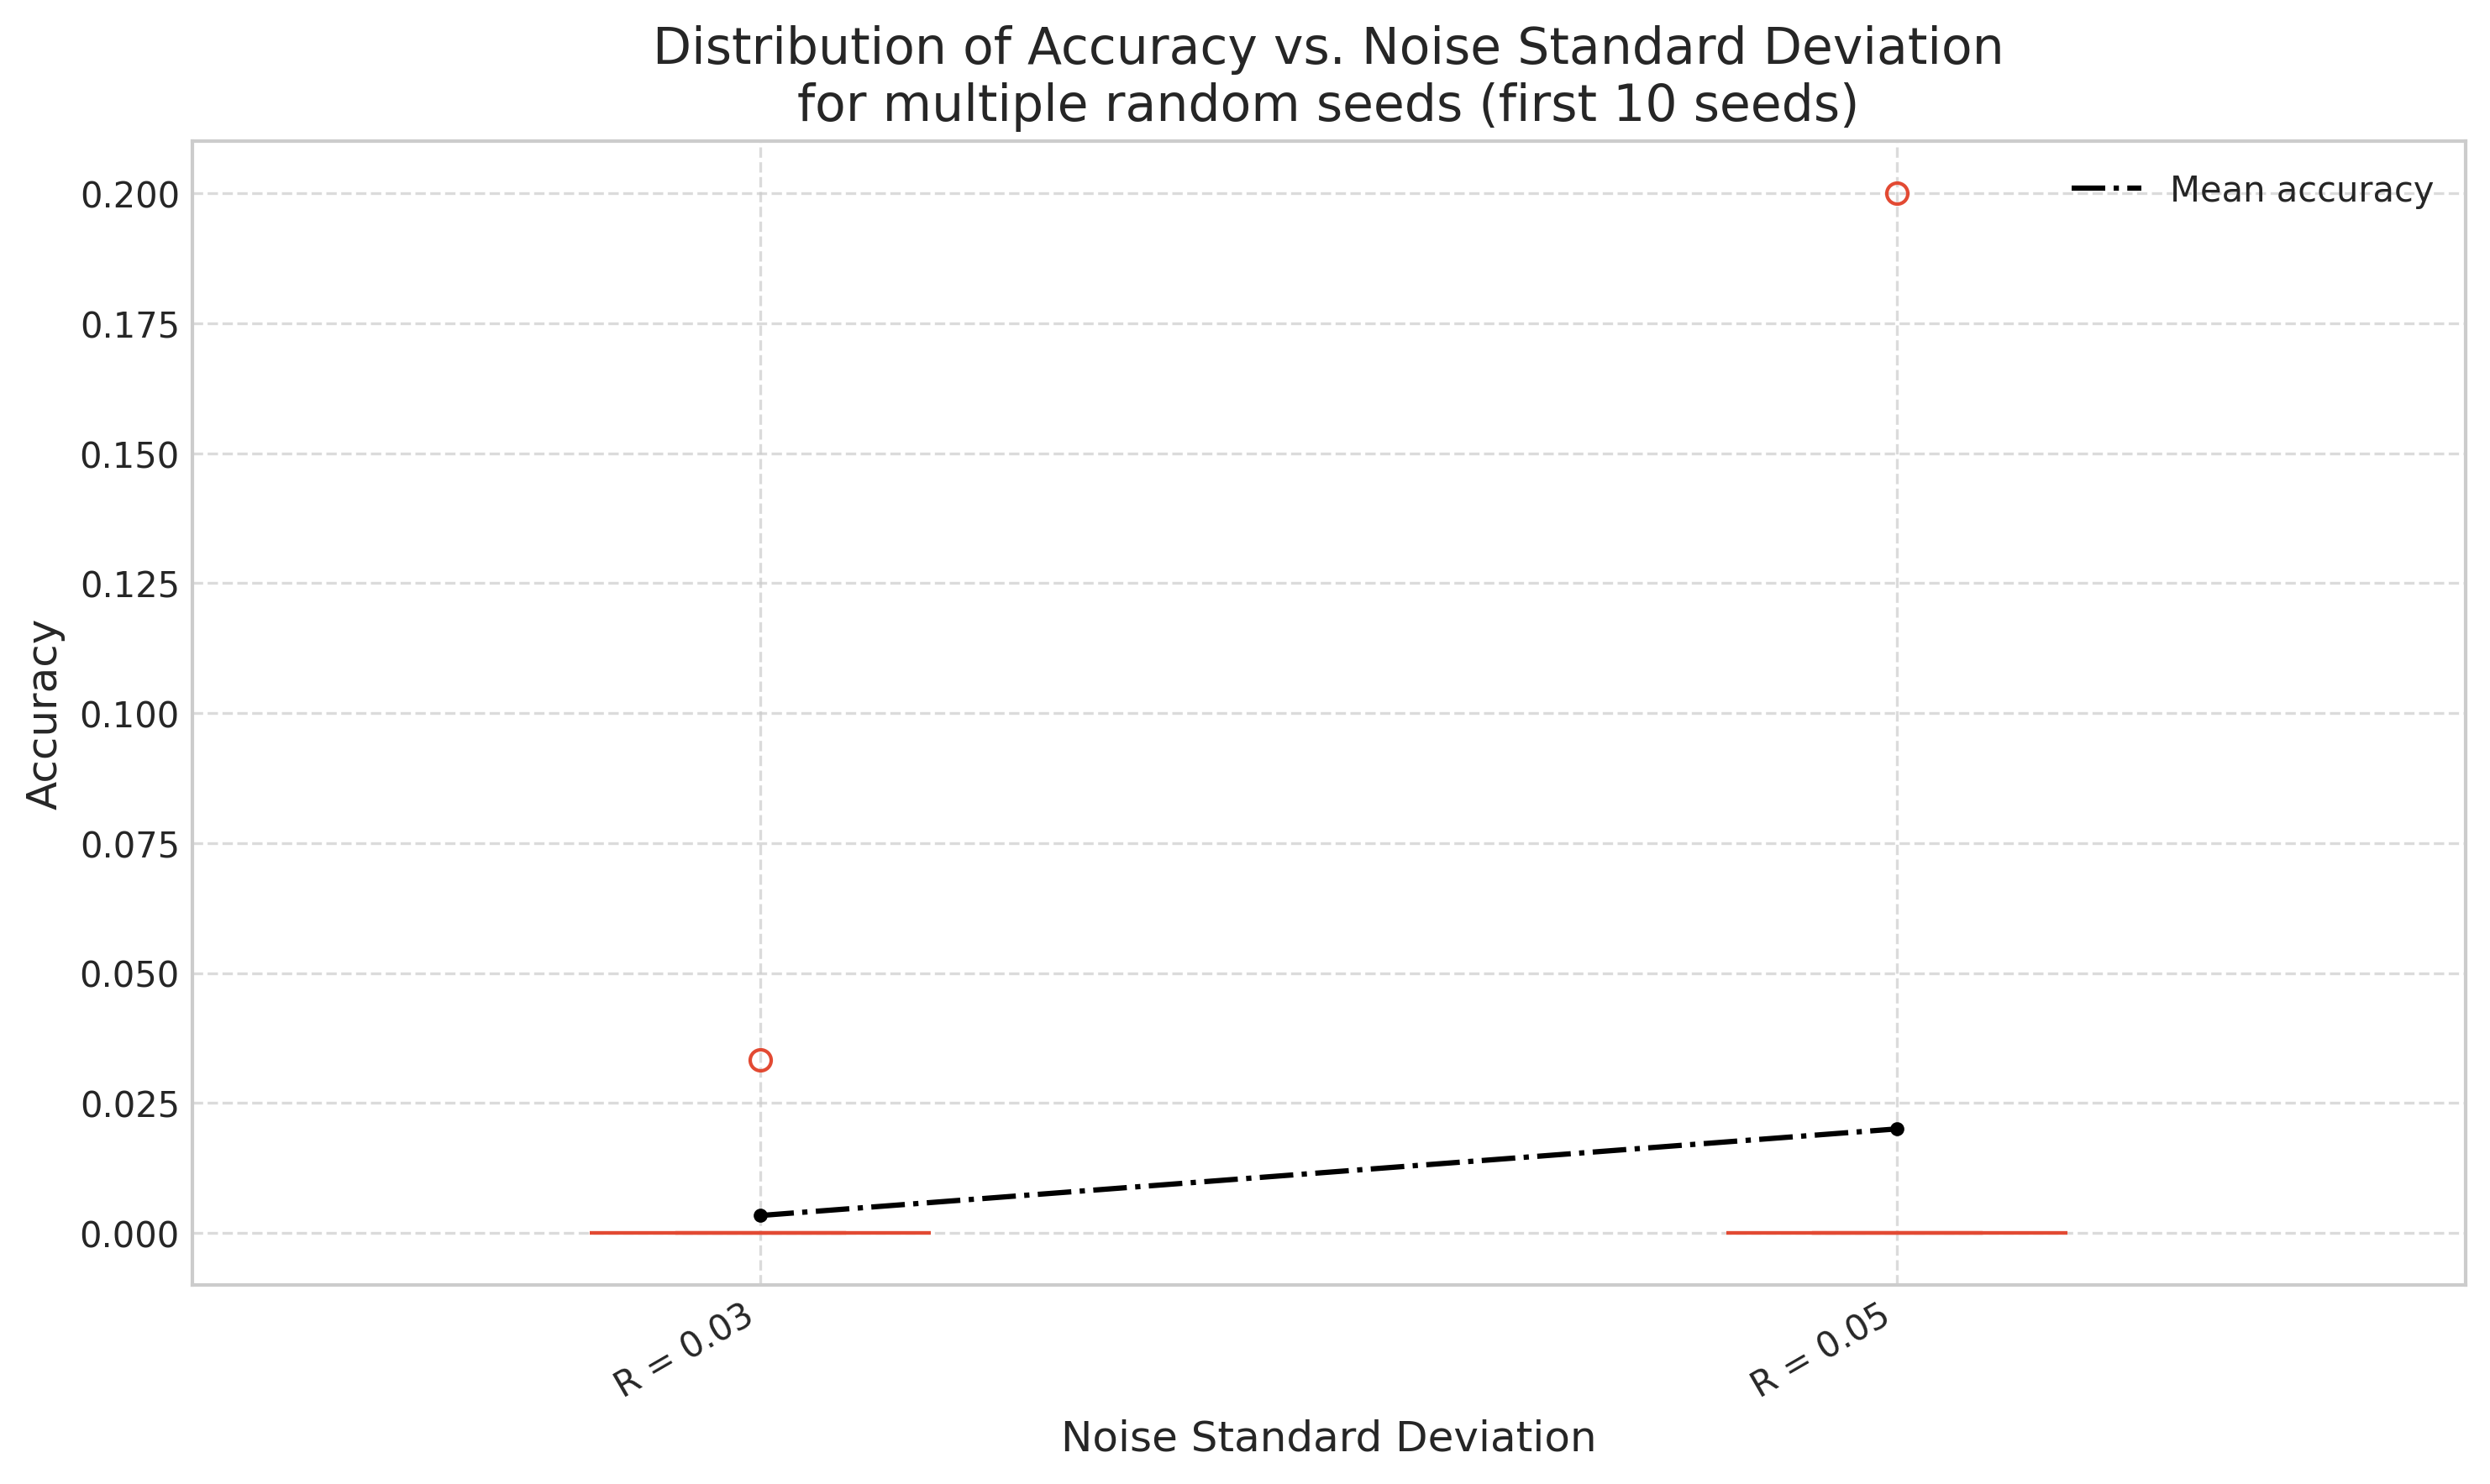 Distribution of Accuracy vs. Noise Standard Deviation
for multiple random seeds (first 10 seeds)
Mean accuracy
0.200
0.175
0.150
0.125
0.100
0.075
0.050
0.025
0.000
Accuracy
R = 0.03
R = 0.05
Noise Standard Deviation